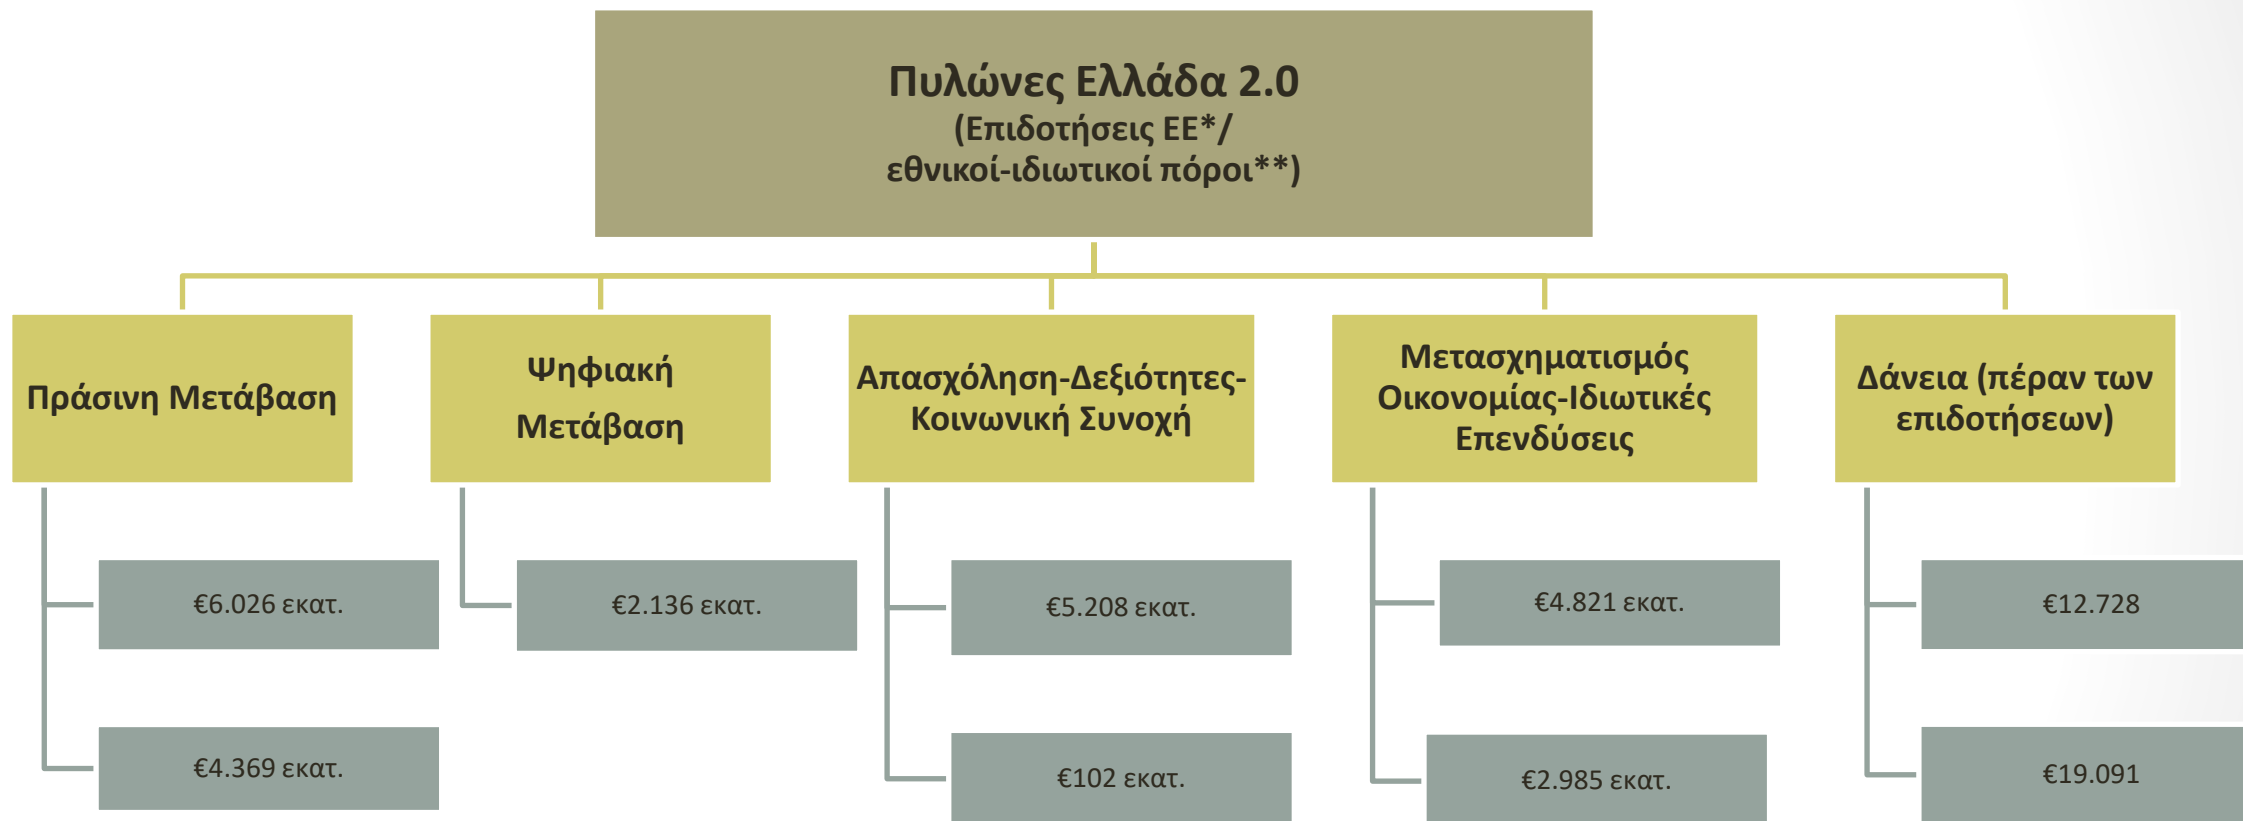 Πυλώνες Ελλάδα 2.0
(Επιδοτήσεις ΕΕ*/
εθνικοί-ιδιωτικοί πόροι**)
Πράσινη Μετάβαση
Ψηφιακή
Μετάβαση
Απασχόληση-Δεξιότητες-
Κοινωνική Συνοχή
Μετασχηματισμός
Οικονομίας-Ιδιωτικές
Επενδύσεις
Δάνεια (πέραν των
επιδοτήσεων)
€6.026 εκατ.
€2.136 εκατ.
€5.208 εκατ.
€4.821 εκατ.
€12.728
€4.369 εκατ.
€102 εκατ.
€2.985 εκατ.
€19.091